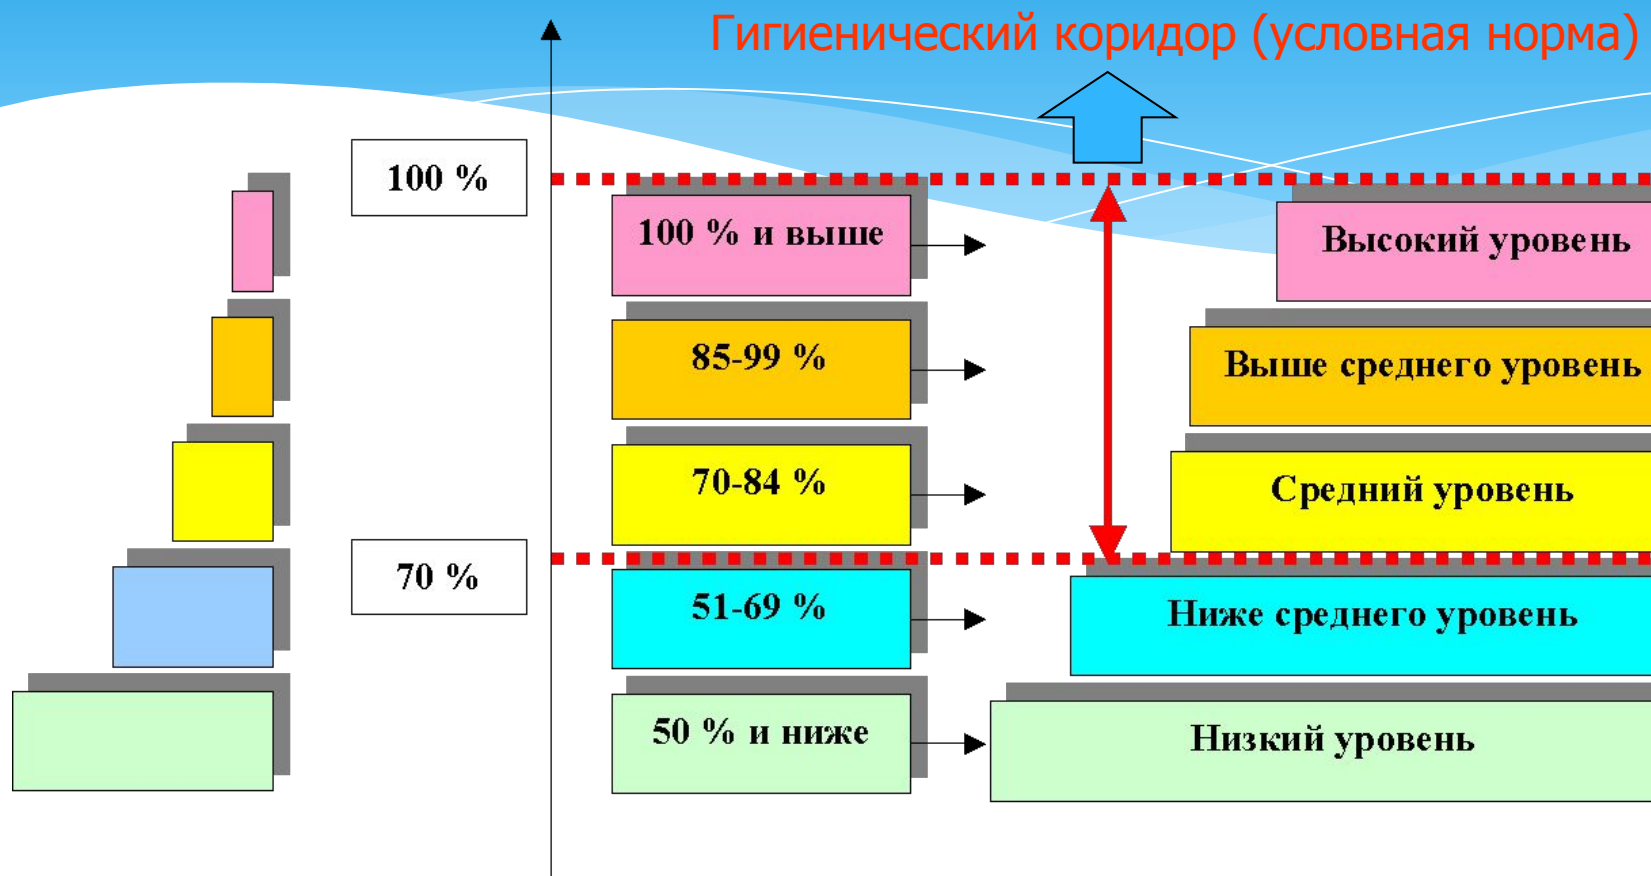 Гигиенический коридор (условная норма)
100 %
100 % и выше
Высокий уровень
85-99 %
Выше среднего уровень
70-84 %
Средний уровень
70 %
51-69 %
Ниже среднего уровень
50 % и ниже
Низкий уровень